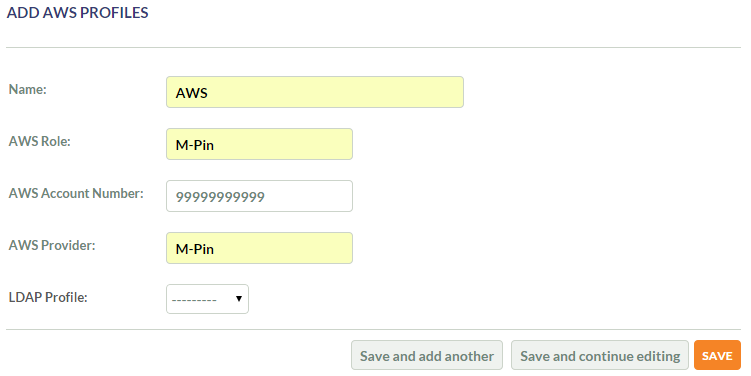 ADD AWS PROFILES
Name: AWS
AWS Role: M-Pin
AWS Account Number: 99999999999
AWS Provider: M-Pin
LDAP Profile: ---------
Save and add another Save and continue editing SAVE